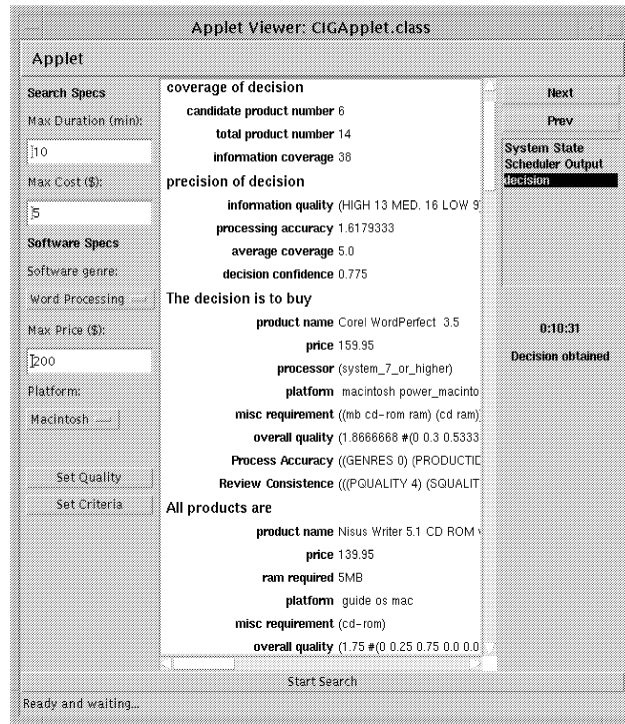 Applet Viewer: CIGApplet.class
Applet
Search Specs
Max Duration (min):
10
Max Cost ($):
5
Software Specs
Software genre:
Word Processing
Max Price ($):
200
Platform:
Macintosh
Set Quality
Set Criteria
coverage of decision
candidate product number 6
total product number 14
information coverage 38
precision of decision
information quality (HIGH 13 MED. 16 LOW 9
processing accuracy 1.6179333
average coverage 5.0
decision confidence 0.775
The decision is to buy
product name Corel WordPerfect 3.5
price 159.95
processor (system_7_or_higher)
platform macintosh power_macinto
misc requirement ((mb cd-rom ram) (cd ram)
overall quality (1.8666668 #(0 0.3 0.5333
Process Accuracy ((GENRES 0) (PRODUCTID
Review Consistence (((PQUALITY 4) (SQUALIT
All products are
product name Nisus Writer 5.1 CD ROM
price 139.95
ram required 5MB
platform guide os mac
misc requirement (cd-rom)
overall quality (1.75 #(0 0.25 0.75 0.0 0.0
Next
Prev
System State
Scheduler Output
decision
0:10:31
Decision obtained
Start Search
Ready and waiting...